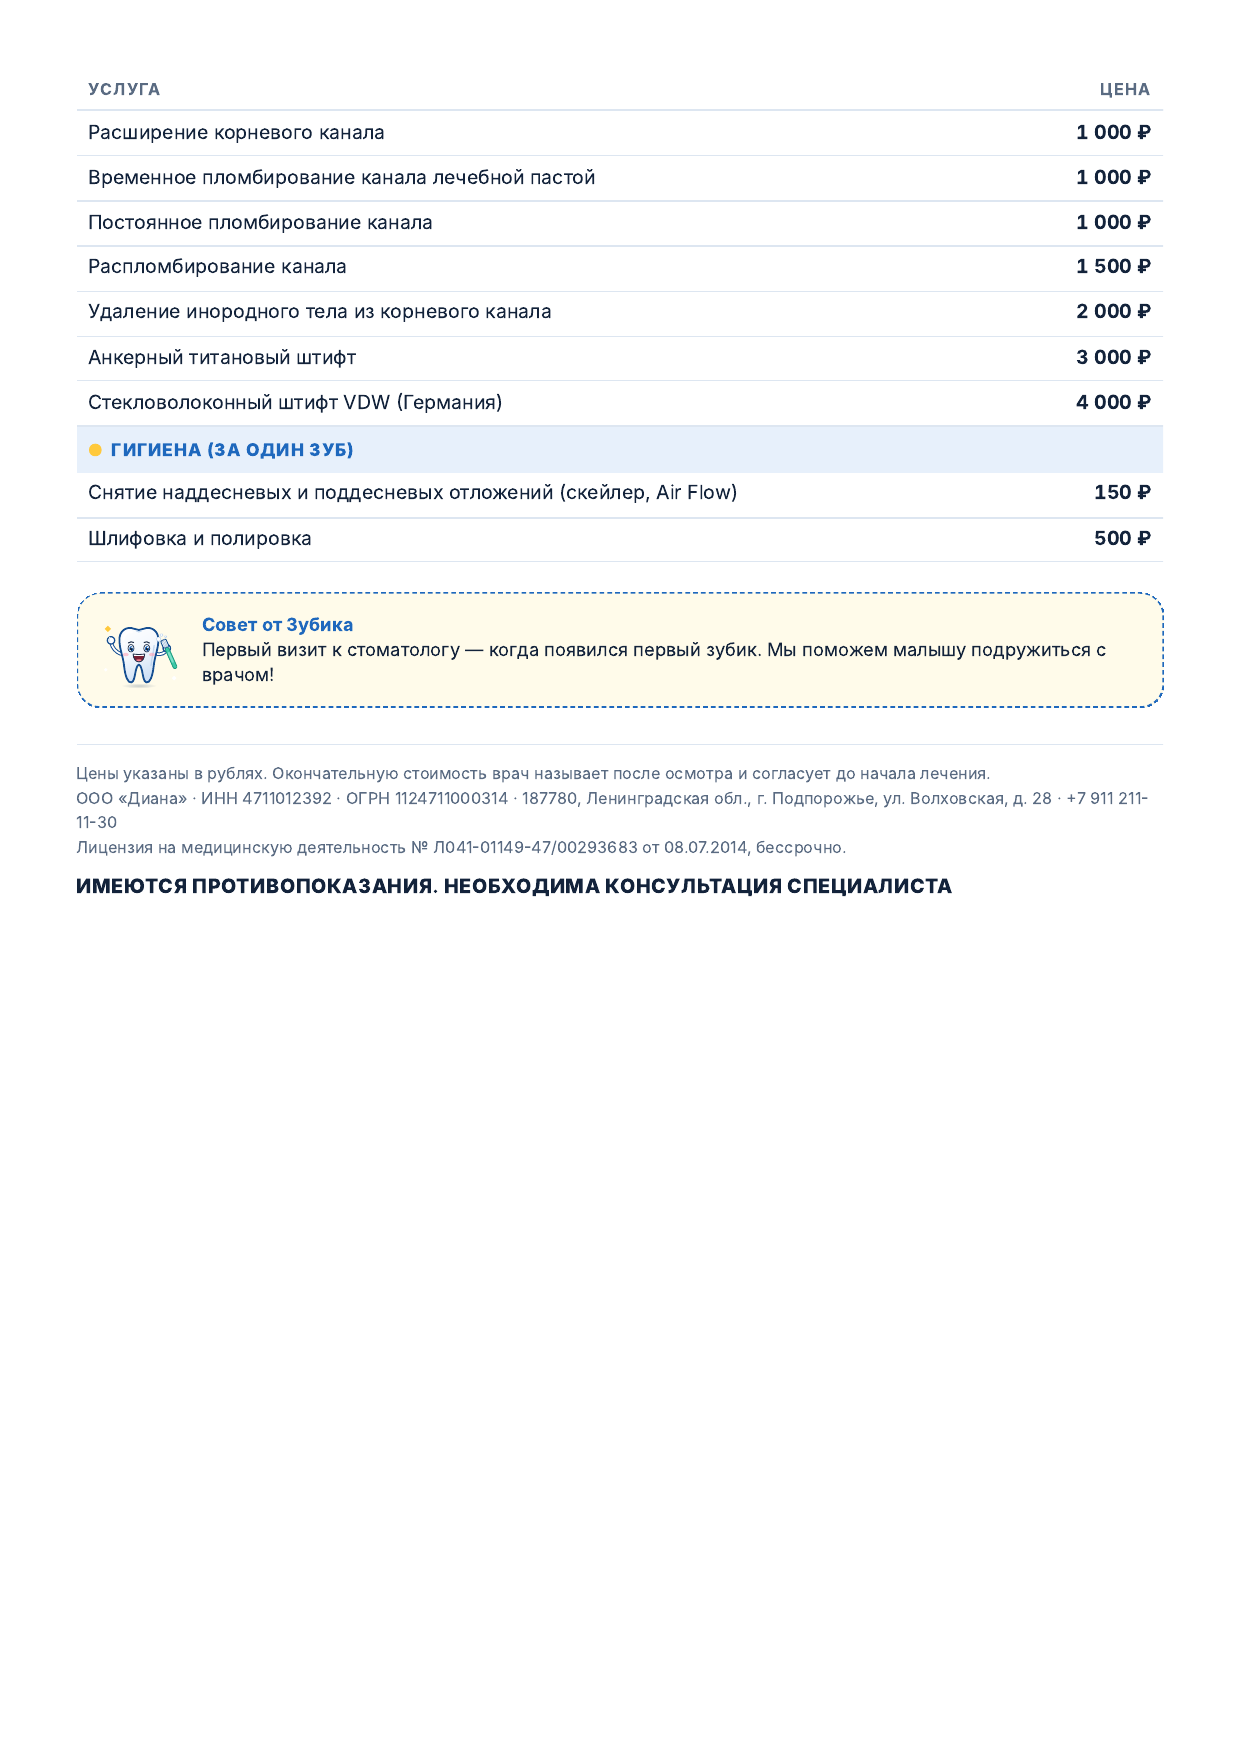 УСЛУГА ЦЕНА
Расширение корневого канала 1 000 ₽
Временное пломбирование канала лечебной пастой 1 000 ₽
Постоянное пломбирование канала 1 000 ₽
Распломбирование канала 1 500 ₽
Удаление инородного тела из корневого канала 2 000 ₽
Анкерный титановый штифт 3 000 ₽
Стекловолоконный штифт VDW (Германия) 4 000 ₽
ГИГИЕНА (ЗА ОДИН ЗУБ)
Снятие наддесневых и поддесневых отложений (скейлер, Air Flow) 150 ₽
Шлифовка и полировка 500 ₽
Совет от Зубика
Первый визит к стоматологу — когда появился первый зубик. Мы поможем малышу подружиться с
врачом!
Цены указаны в рублях. Окончательную стоимость врач называет после осмотра и согласует до начала лечения.
ООО «Диана» · ИНН 4711012392 · ОГРН 1124711000314 · 187780, Ленинградская обл., г. Подпорожье, ул. Волховская, д. 28 · +7 911 211-
11-30
Лицензия на медицинскую деятельность № Л041-01149-47/00293683 от 08.07.2014, бессрочно.
ИМЕЮТСЯ ПРОТИВОПОКАЗАНИЯ. НЕОБХОДИМА КОНСУЛЬТАЦИЯ СПЕЦИАЛИСТА